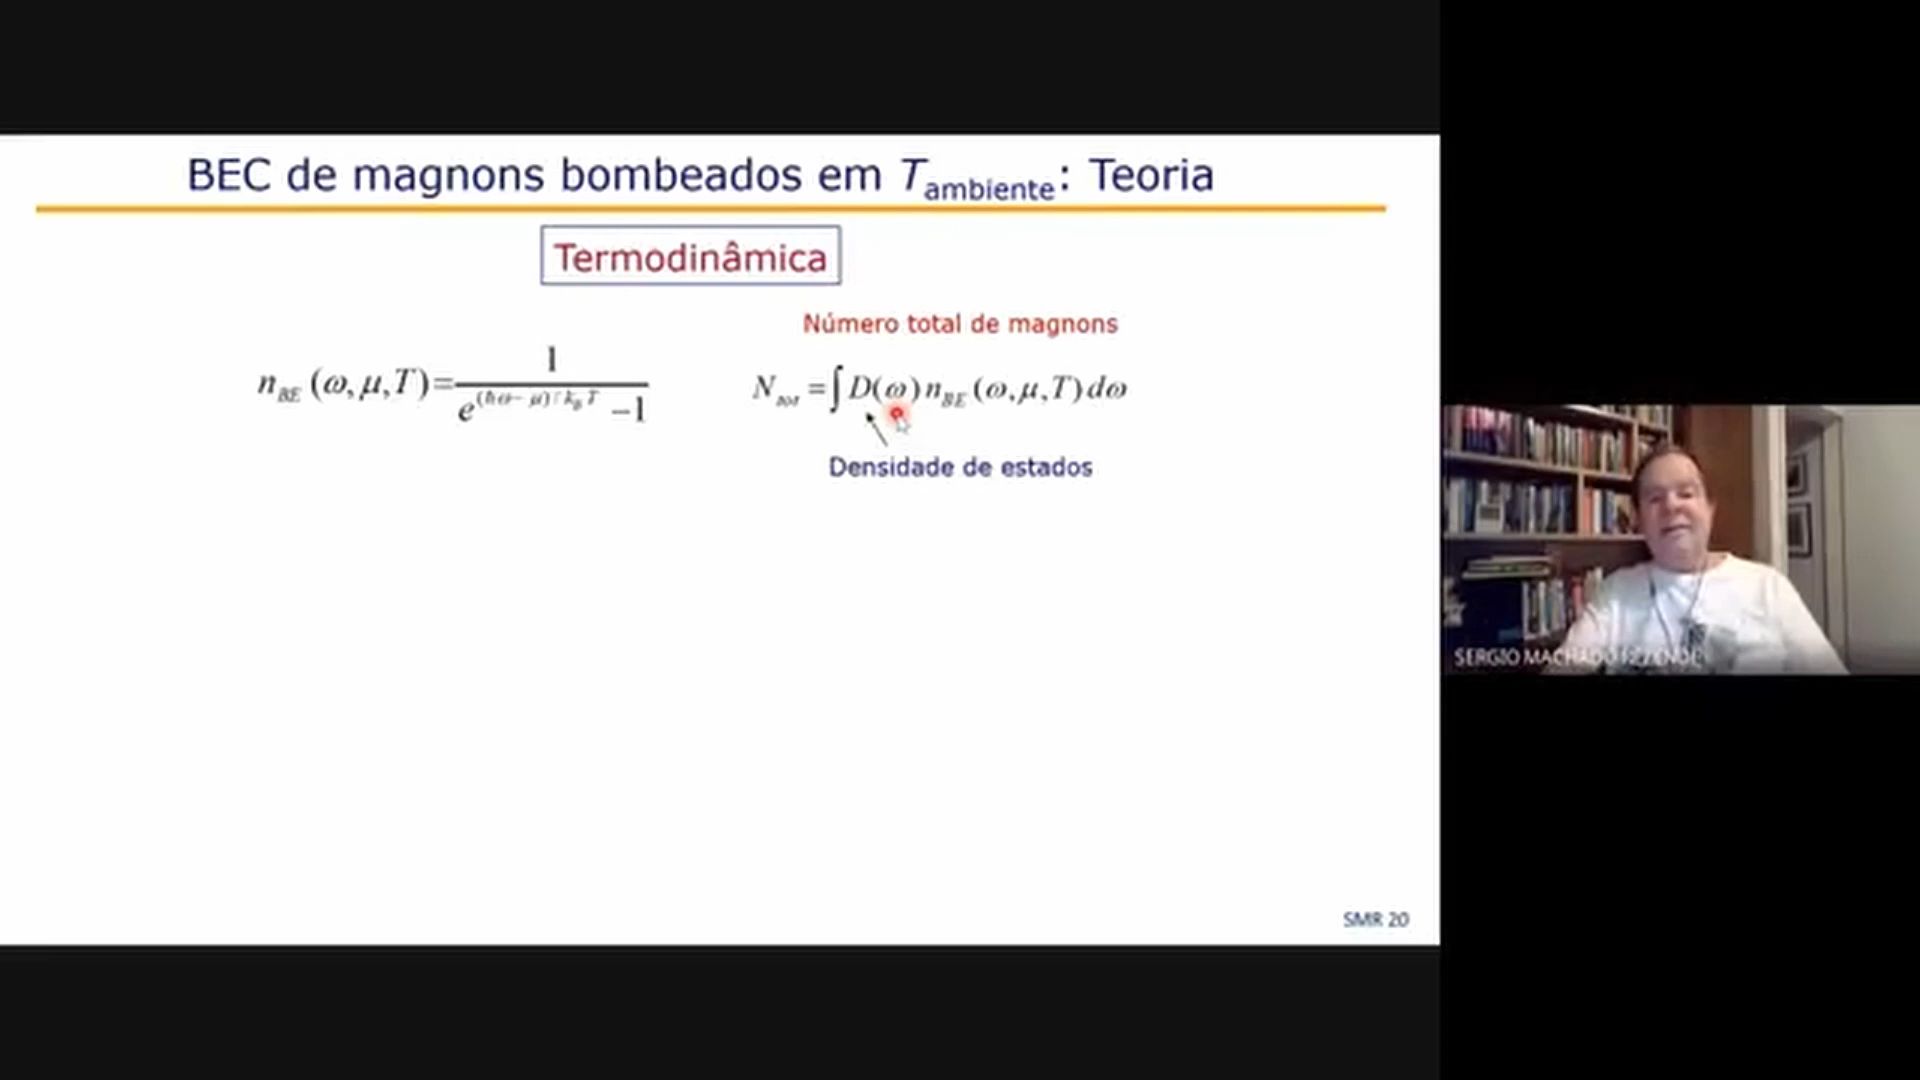 BEC de magnons bombeados em T_ambiente: Teoria
Termodinâmica
Número total de magnons
n_BE (ω, μ, T) = 1 / (e^((ħω − μ)/k_B T) − 1)
N_tot = ∫ D(ω) n_BE (ω, μ, T) dω
Densidade de estados
SERGIO MACHADO REZENDE
SMR 20